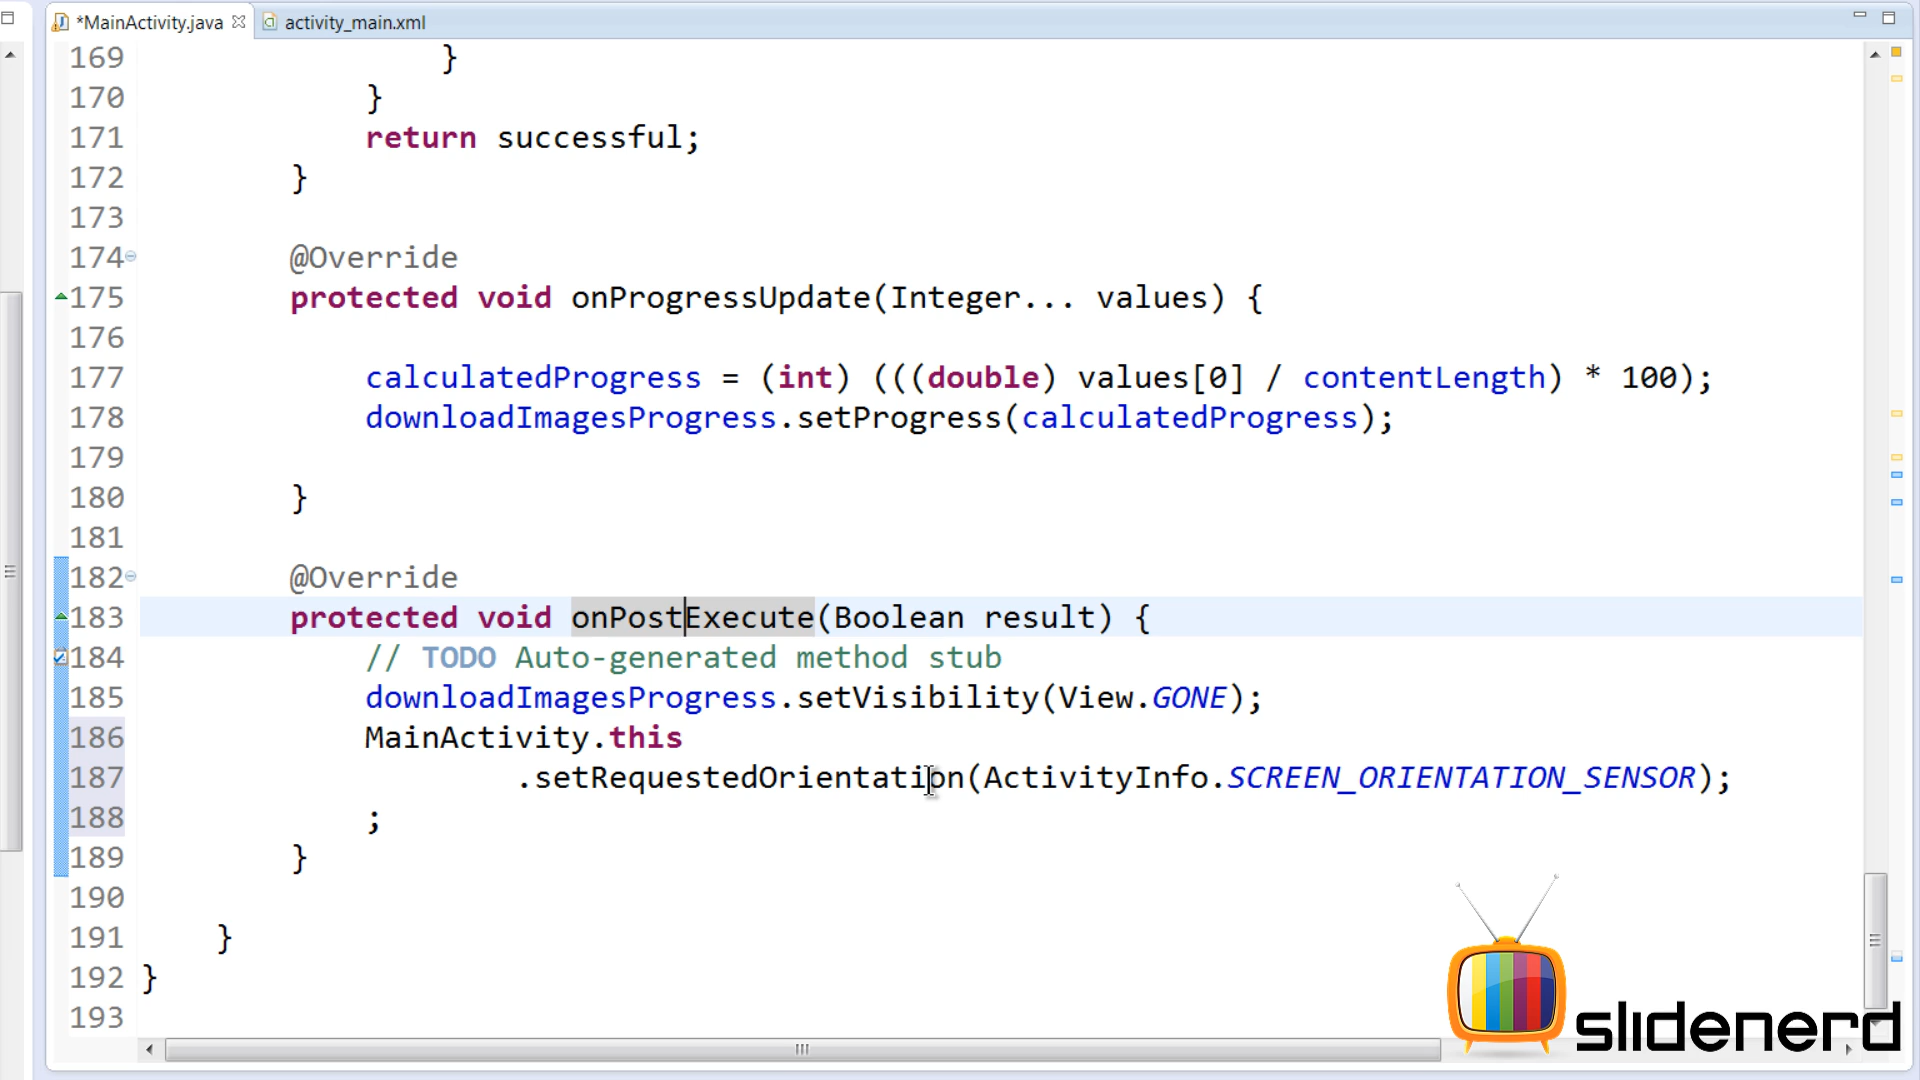 *MainActivity.java activity_main.xml
169 }
170 }
171 return successful;
172 }
173
174 @Override
175 protected void onProgressUpdate(Integer... values) {
176
177 calculatedProgress = (int) (((double) values[0] / contentLength) * 100);
178 downloadImagesProgress.setProgress(calculatedProgress);
179
180 }
181
182 @Override
183 protected void onPostExecute(Boolean result) {
184 // TODO Auto-generated method stub
185 downloadImagesProgress.setVisibility(View.GONE);
186 MainActivity.this
187 .setRequestedOrientation(ActivityInfo.SCREEN_ORIENTATION_SENSOR);
188 ;
189 }
190
191 }
192 }
193
slidenerd